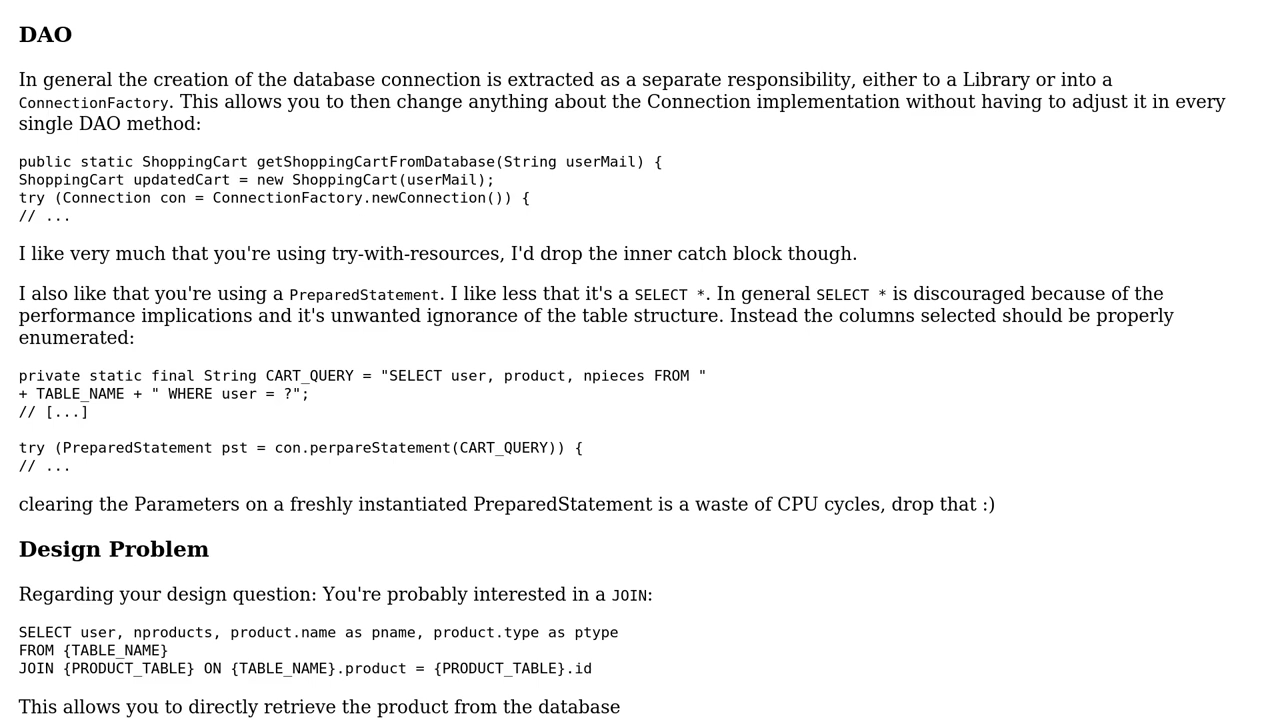 DAO
In general the creation of the database connection is extracted as a separate responsibility, either to a Library or into a
ConnectionFactory. This allows you to then change anything about the Connection implementation without having to adjust it in every
single DAO method:
public static ShoppingCart getShoppingCartFromDatabase(String userMail) {
ShoppingCart updatedCart = new ShoppingCart(userMail);
try (Connection con = ConnectionFactory.newConnection()) {
// ...
I like very much that you're using try-with-resources, I'd drop the inner catch block though.
I also like that you're using a PreparedStatement. I like less that it's a SELECT *. In general SELECT * is discouraged because of the
performance implications and it's unwanted ignorance of the table structure. Instead the columns selected should be properly
enumerated:
private static final String CART_QUERY = "SELECT user, product, npieces FROM "
+ TABLE_NAME + " WHERE user = ?";
// [...]
try (PreparedStatement pst = con.perpareStatement(CART_QUERY)) {
// ...
clearing the Parameters on a freshly instantiated PreparedStatement is a waste of CPU cycles, drop that :)
Design Problem
Regarding your design question: You're probably interested in a JOIN:
SELECT user, nproducts, product.name as pname, product.type as ptype
FROM {TABLE_NAME}
JOIN {PRODUCT_TABLE} ON {TABLE_NAME}.product = {PRODUCT_TABLE}.id
This allows you to directly retrieve the product from the database